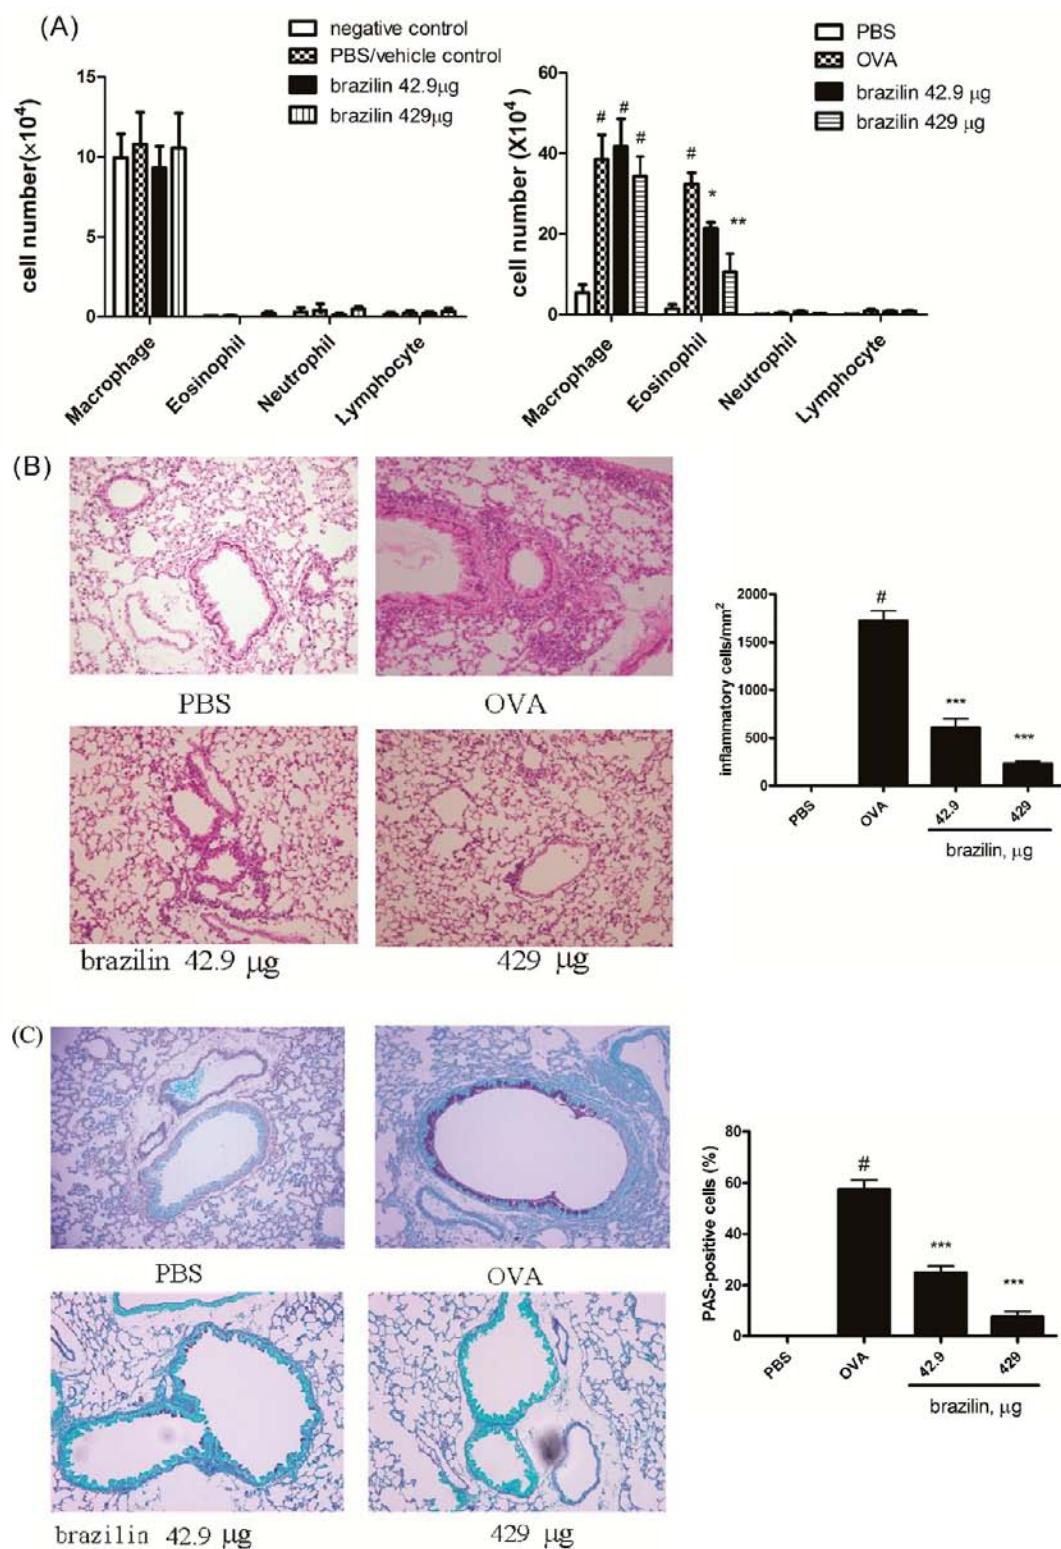 (A)
negative control
PBS/vehicle control
brazilin 42.9μg
brazilin 429μg
cell number(×10⁴)
15
10
5
0
Macrophage
Eosinophil
Neutrophil
Lymphocyte
PBS
OVA
brazilin 42.9 μg
brazilin 429 μg
cell number (X10⁴)
60
40
20
0
# # #
# * **
Macrophage
Eosinophil
Neutrophil
Lymphocyte
(B)
PBS
OVA
brazilin 42.9 μg
429 μg
inflammatory cells/mm²
2000
1500
1000
500
0
#
***
***
PBS
OVA
42.9
429
brazilin, μg
(C)
PBS
OVA
brazilin 42.9 μg
429 μg
PAS-positive cells (%)
80
60
40
20
0
#
***
***
PBS
OVA
42.9
429
brazilin, μg